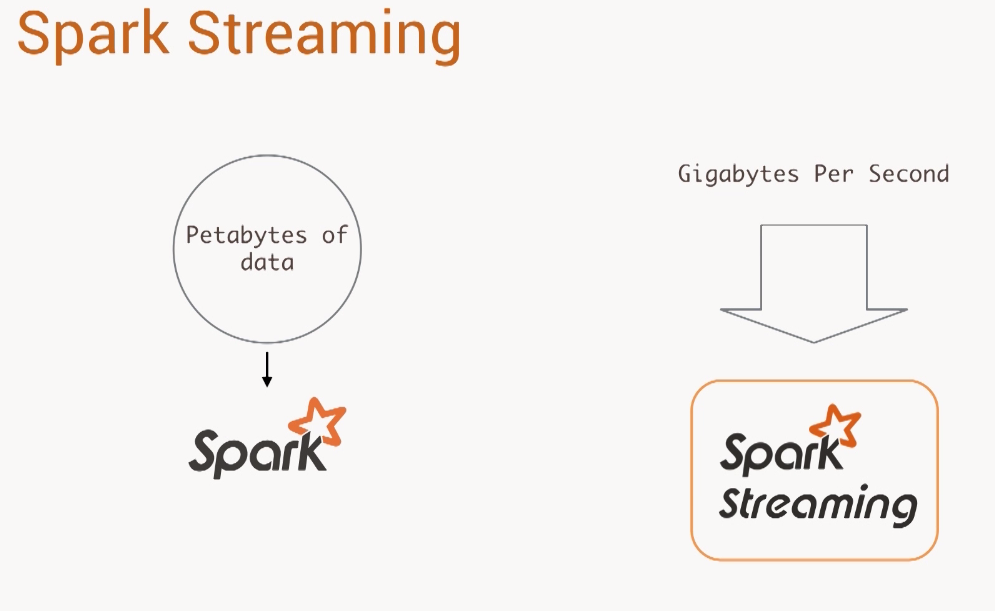 Spark Streaming
Petabytes of
data
Spark
Gigabytes Per Second
Spark
Streaming